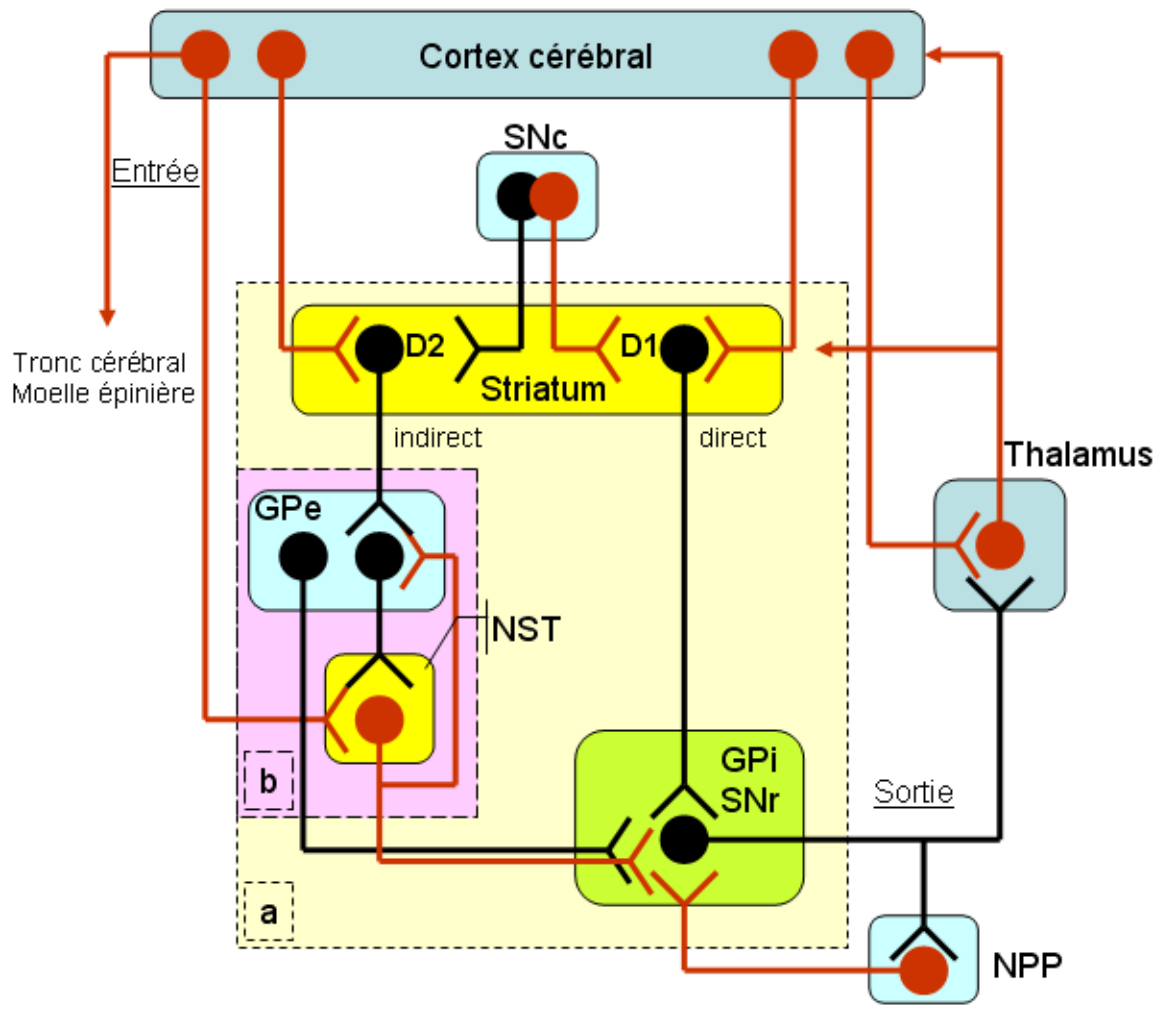 Cortex cérébral
SNc
Entrée
Tronc cérébral
Moelle épinière
D2
D1
Striatum
indirect
direct
Thalamus
GPe
NST
GPi
SNr
Sortie
b
a
NPP